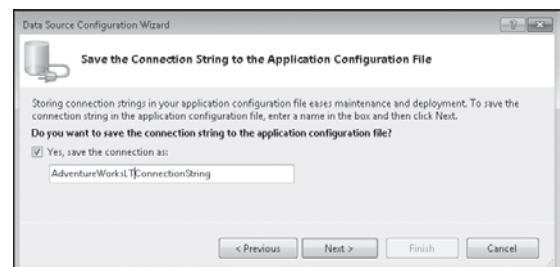 Data Source Configuration Wizard
Save the Connection String to the Application Configuration File
Storing connection strings in your application configuration file eases maintenance and deployment. To save the
connection string in the application configuration file, enter a name in the box and then click Next.
Do you want to save the connection string to the application configuration file?
Yes, save the connection as:
AdventureWorksLTConnectionString
< Previous
Next >
Finish
Cancel